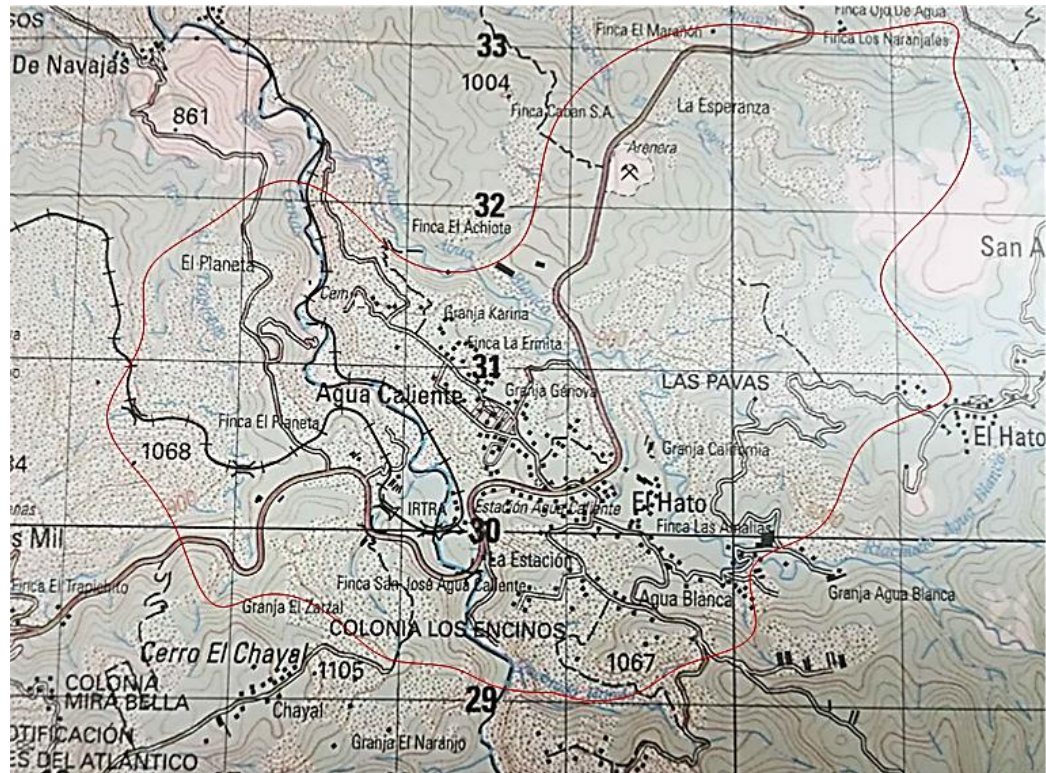 Finca Ojo De Agua
SOS
Finca El Marañon
Finca Los Naranjales
33
De Navajas
1004
La Esperanza
861
Finca Caban S.A.
Arenera
32
Finca El Achiote
San A
El Planeta
Cem
Granja Karina
Finca La Ermita
31
LAS PAVAS
Agua Caliente
Granja Génova
Finca El Planeta
El Hato
1068
Granja California
34
900
El Hato
IRTRA
Estación Agua Caliente
Finca Las Amalias
30
s Mil
La Estación
Finca El Trapichito
Finca San José Agua Caliente
Agua Blanca
Granja Agua Blanca
Granja El Zarzal
COLONIA LOS ENCINOS
Cerro El Chayal
1105
1067
COLONIA
MIRA BELLA
29
Chayal
OTIFICACIÓN
Granja El Naranjo
ES DEL ATLÁNTICO